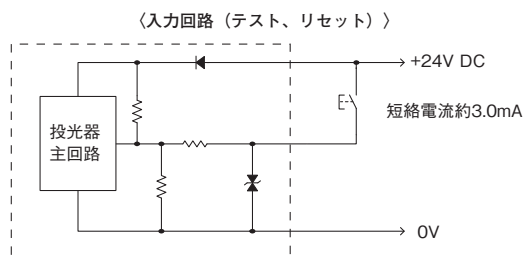 〈入力回路（テスト、リセット）〉
+24V DC
投光器
主回路
短絡電流約3.0mA
0V